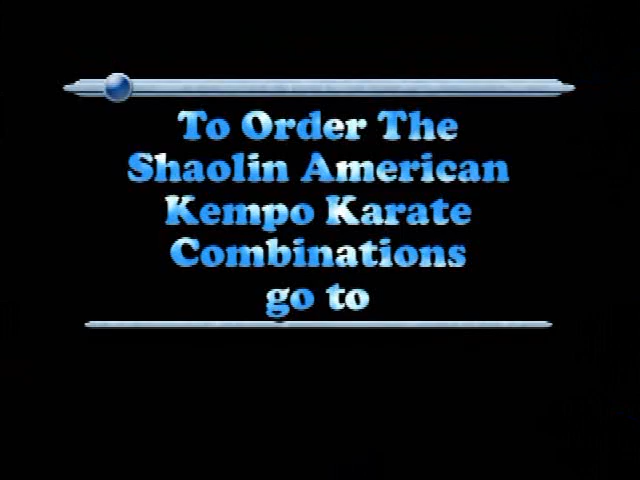 To Order The
Shaolin American
Kempo Karate
Combinations
go to